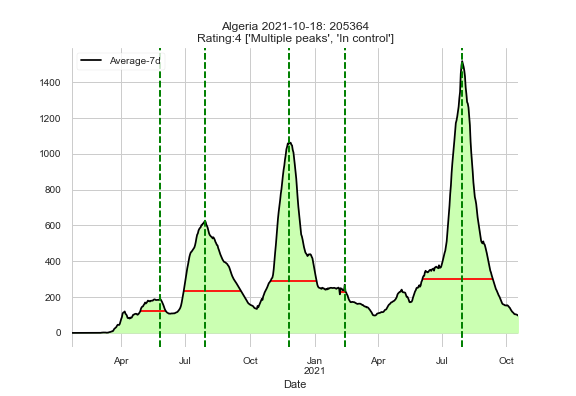 Algeria 2021-10-18: 205364
Rating:4 ['Multiple peaks', 'In control']
Average-7d
1400
1200
1000
800
600
400
200
0
Apr Jul Oct Jan Apr Jul Oct
2021
Date